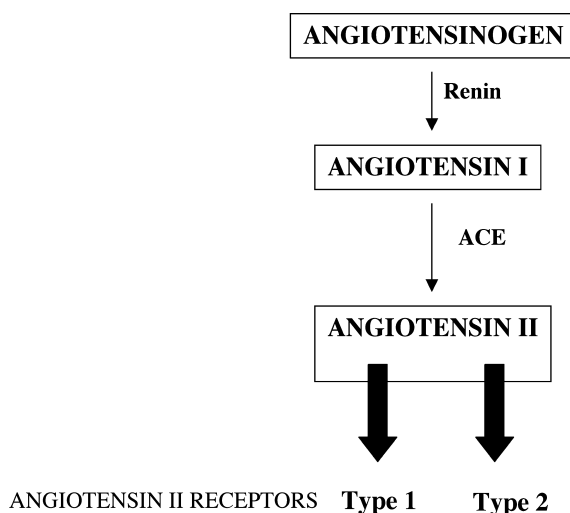 ANGIOTENSINOGEN
Renin
ANGIOTENSIN I
ACE
ANGIOTENSIN II
ANGIOTENSIN II RECEPTORS Type 1 Type 2